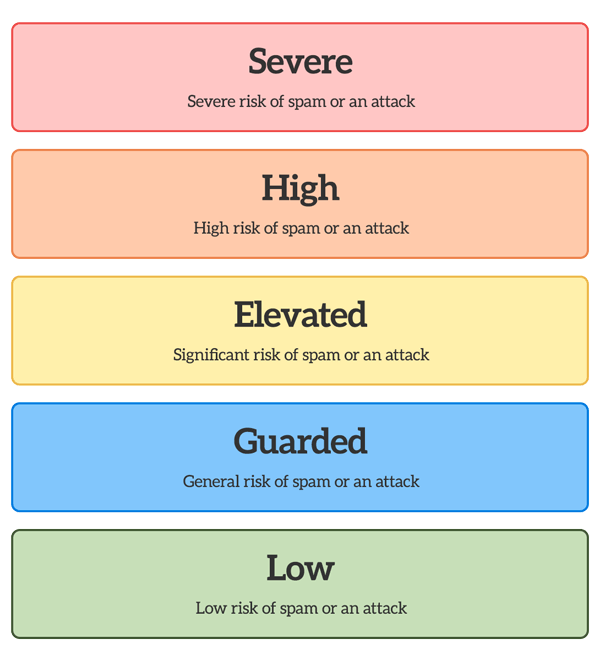 Severe
Severe risk of spam or an attack
High
High risk of spam or an attack
Elevated
Significant risk of spam or an attack
Guarded
General risk of spam or an attack
Low
Low risk of spam or an attack